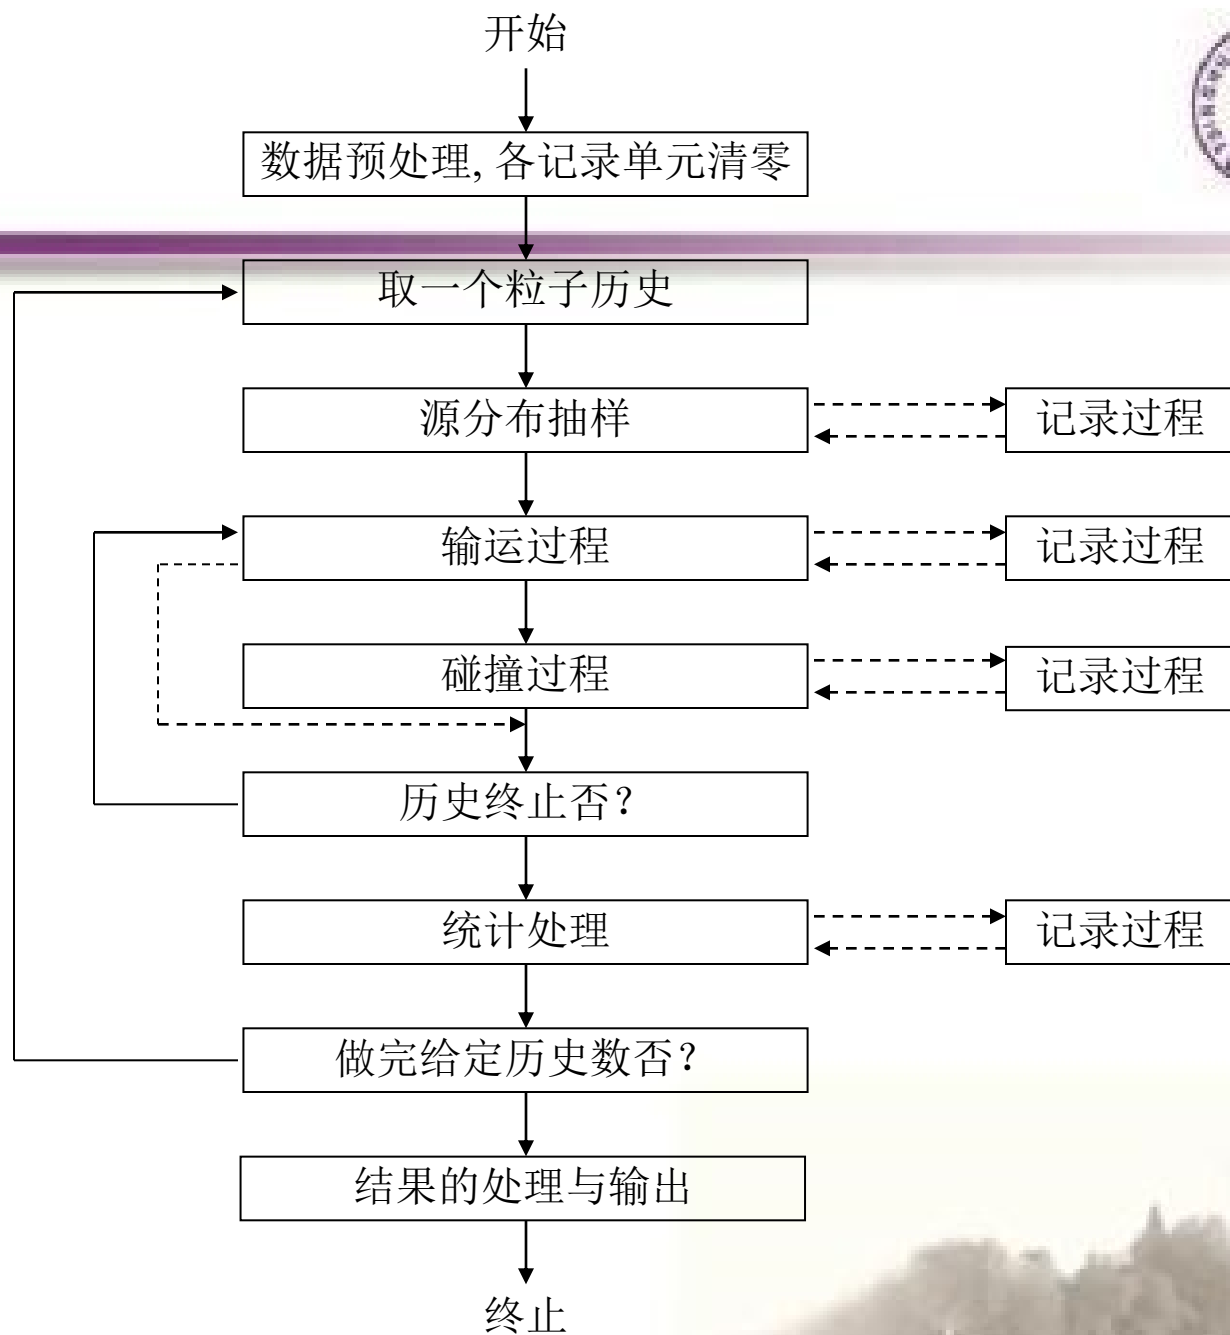 开始
数据预处理, 各记录单元清零
取一个粒子历史
源分布抽样
记录过程
输运过程
记录过程
碰撞过程
记录过程
历史终止否？
统计处理
记录过程
做完给定历史数否？
结果的处理与输出
终止